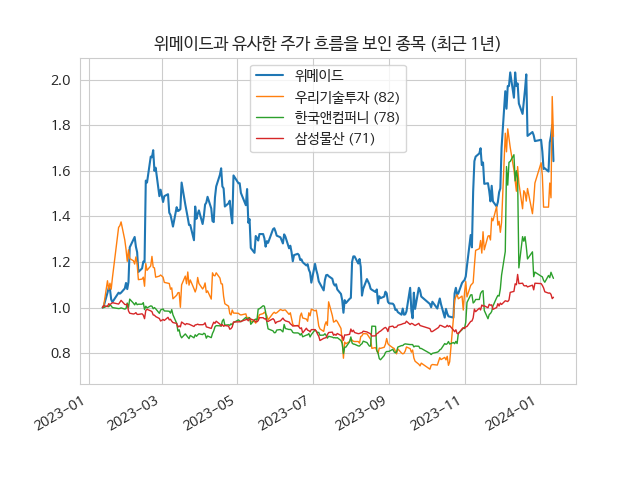 위메이드과 유사한 주가 흐름을 보인 종목 (최근 1년)
위메이드
우리기술투자 (82)
한국앤컴퍼니 (78)
삼성물산 (71)
2.0
1.8
1.6
1.4
1.2
1.0
0.8
2023-01
2023-03
2023-05
2023-07
2023-09
2023-11
2024-01